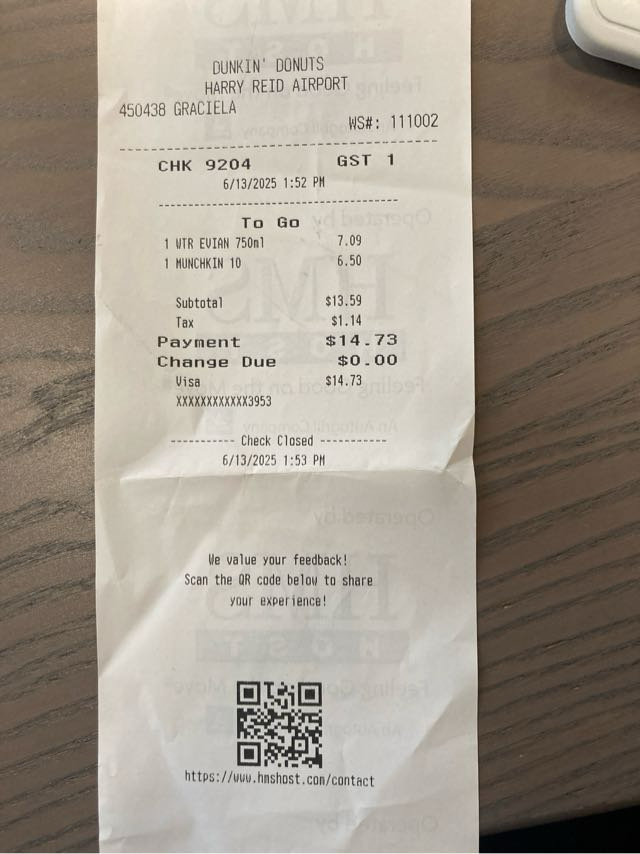 DUNKIN' DONUTS
HARRY REID AIRPORT
450438 GRACIELA
WS#: 111002
CHK 9204 GST 1
6/13/2025 1:52 PM
To Go
1 WTR EVIAN 750ml 7.09
1 MUNCHKIN 10 6.50
Subtotal $13.59
Tax $1.14
Payment $14.73
Change Due $0.00
Visa $14.73
XXXXXXXXXXXX3953
---------- Check Closed ----------
6/13/2025 1:53 PM
We value your feedback!
Scan the QR code below to share
your experience!
https://www.hmshost.com/contact